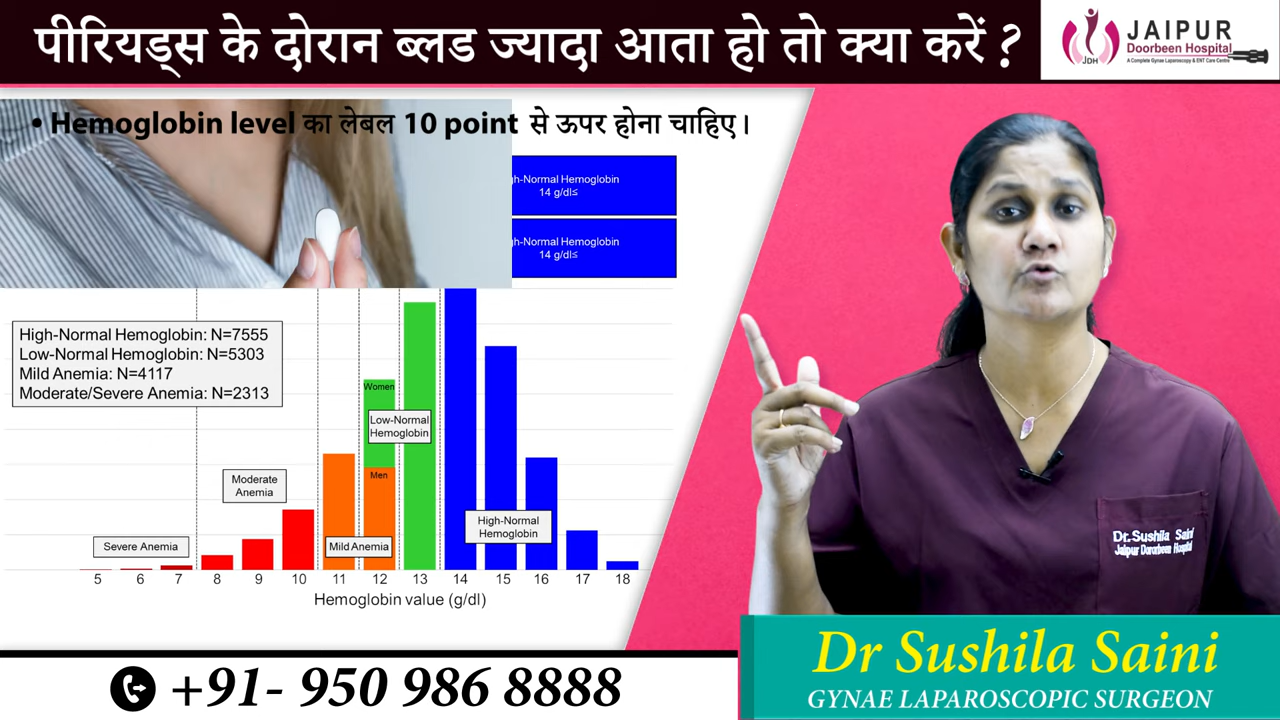 पीरियड्स के दोरान ब्लड ज्यादा आता हो तो क्या करें ?
JAIPUR
Doorbeen Hospital
A Complete Gynae Laparoscopy & ENT Care Centre
JDH
• Hemoglobin level का लेबल 10 point से ऊपर होना चाहिए।
gh-Normal Hemoglobin
14 g/dl≤
gh-Normal Hemoglobin
14 g/dl≤
High-Normal Hemoglobin: N=7555
Low-Normal Hemoglobin: N=5303
Mild Anemia: N=4117
Moderate/Severe Anemia: N=2313
Women
Low-Normal
Hemoglobin
Men
Moderate
Anemia
High-Normal
Hemoglobin
Severe Anemia
Mild Anemia
5 6 7 8 9 10 11 12 13 14 15 16 17 18
Hemoglobin value (g/dl)
Dr.Sushila Saini
Jaipur Doorbeen Hospital
Dr Sushila Saini
GYNAE LAPAROSCOPIC SURGEON
+91- 950 986 8888